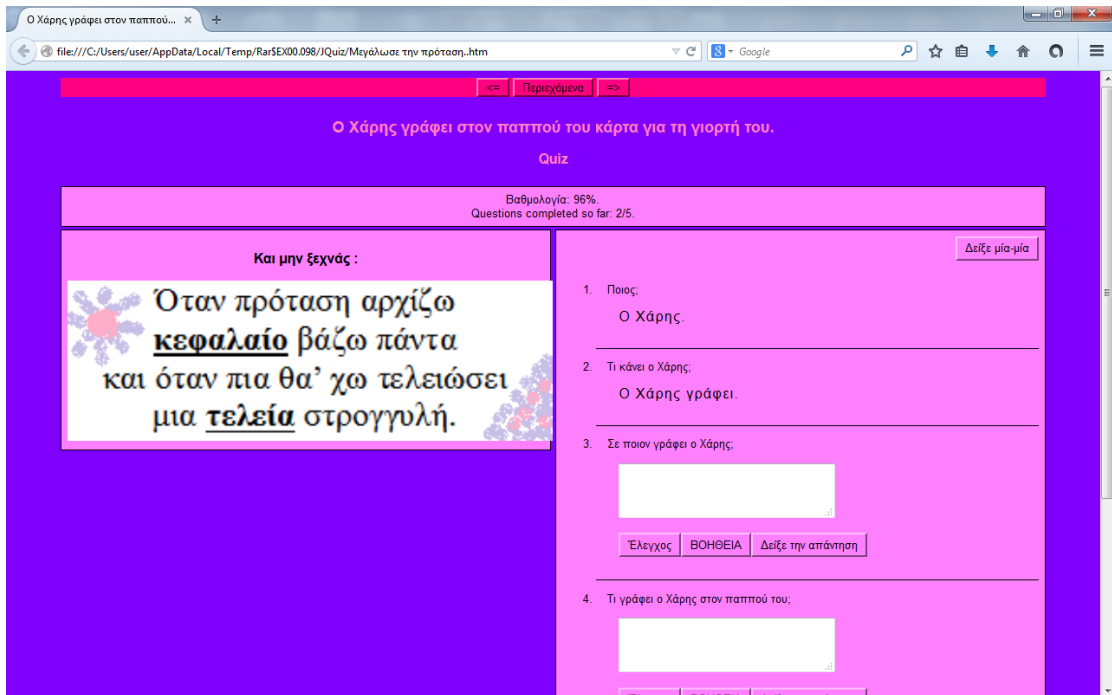 Ο Χάρης γράφει στον παππού...
file:///C:/Users/user/AppData/Local/Temp/Rar$EX00.098/JQuiz/Μεγάλωσε την πρόταση..htm
Google
<= Περιεχόμενα =>
Ο Χάρης γράφει στον παππού του κάρτα για τη γιορτή του.
Quiz
Βαθμολογία: 96%.
Questions completed so far: 2/5.
Και μην ξεχνάς :
Όταν πρόταση αρχίζω
κεφαλαίο βάζω πάντα
και όταν πια θα’ χω τελειώσει
μια τελεία στρογγυλή.
Δείξε μία-μία
1. Ποιος;
Ο Χάρης.
2. Τι κάνει ο Χάρης;
Ο Χάρης γράφει.
3. Σε ποιον γράφει ο Χάρης;
Έλεγχος ΒΟΗΘΕΙΑ Δείξε την απάντηση
4. Τι γράφει ο Χάρης στον παππού του;